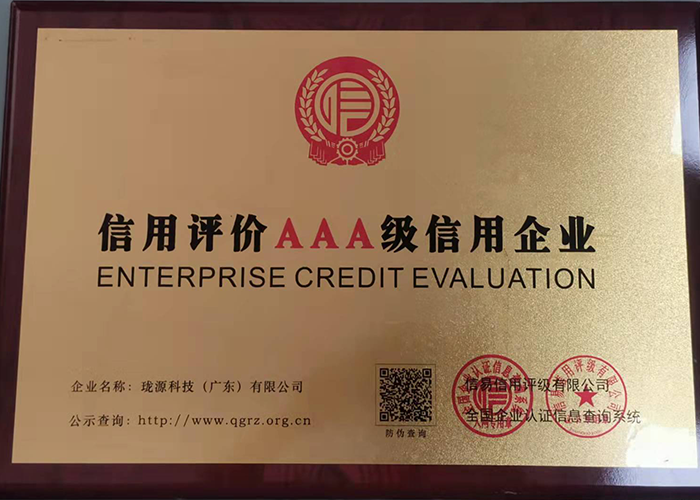 信
信用评价AAA级信用企业
ENTERPRISE CREDIT EVALUATION
企业名称：珑源科技（广东）有限公司
公示查询：http://www.qgrz.org.cn
防伪查询
信易信用评级有限公司
全国企业认证信息查询系统